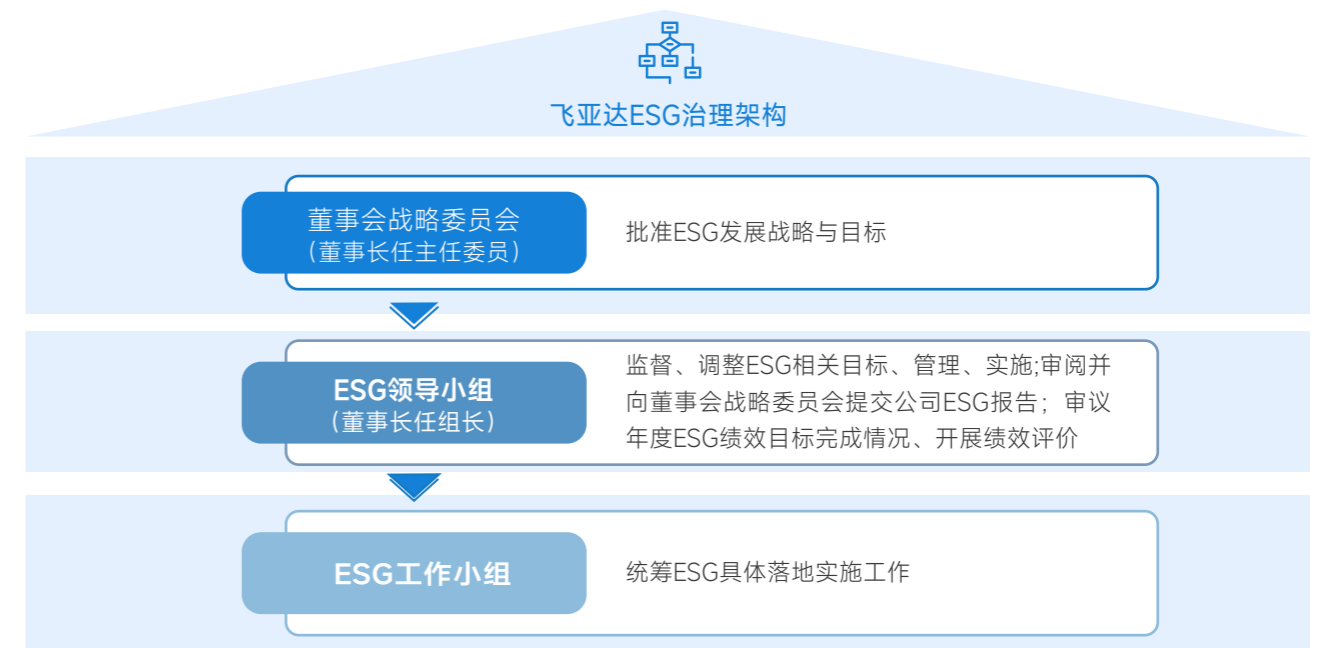 飞亚达ESG治理架构
董事会战略委员会
（董事长任主任委员）
批准ESG发展战略与目标
ESG领导小组
（董事长任组长）
监督、调整ESG相关目标、管理、实施;审阅并
向董事会战略委员会提交公司ESG报告；审议
年度ESG绩效目标完成情况、开展绩效评价
ESG工作小组
统筹ESG具体落地实施工作